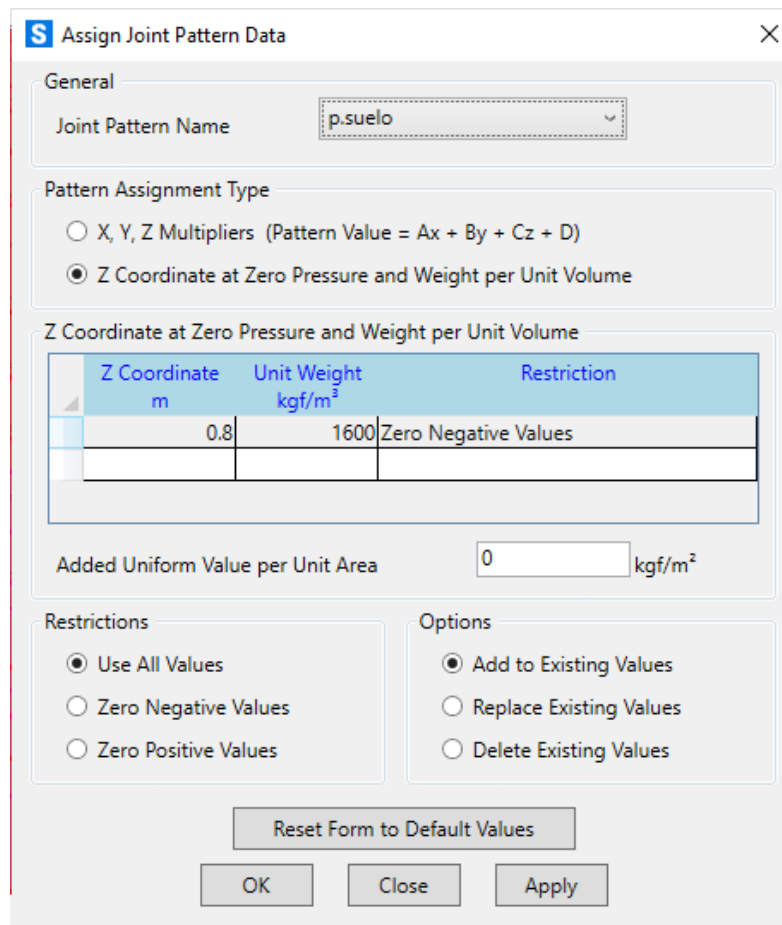 S Assign Joint Pattern Data
General
Joint Pattern Name p.suelo
Pattern Assignment Type
X, Y, Z Multipliers (Pattern Value = Ax + By + Cz + D)
Z Coordinate at Zero Pressure and Weight per Unit Volume
Z Coordinate at Zero Pressure and Weight per Unit Volume
Z Coordinate Unit Weight Restriction
m kgf/m³
0.8 1600 Zero Negative Values
Added Uniform Value per Unit Area 0 kgf/m²
Restrictions Options
Use All Values Add to Existing Values
Zero Negative Values Replace Existing Values
Zero Positive Values Delete Existing Values
Reset Form to Default Values
OK Close Apply